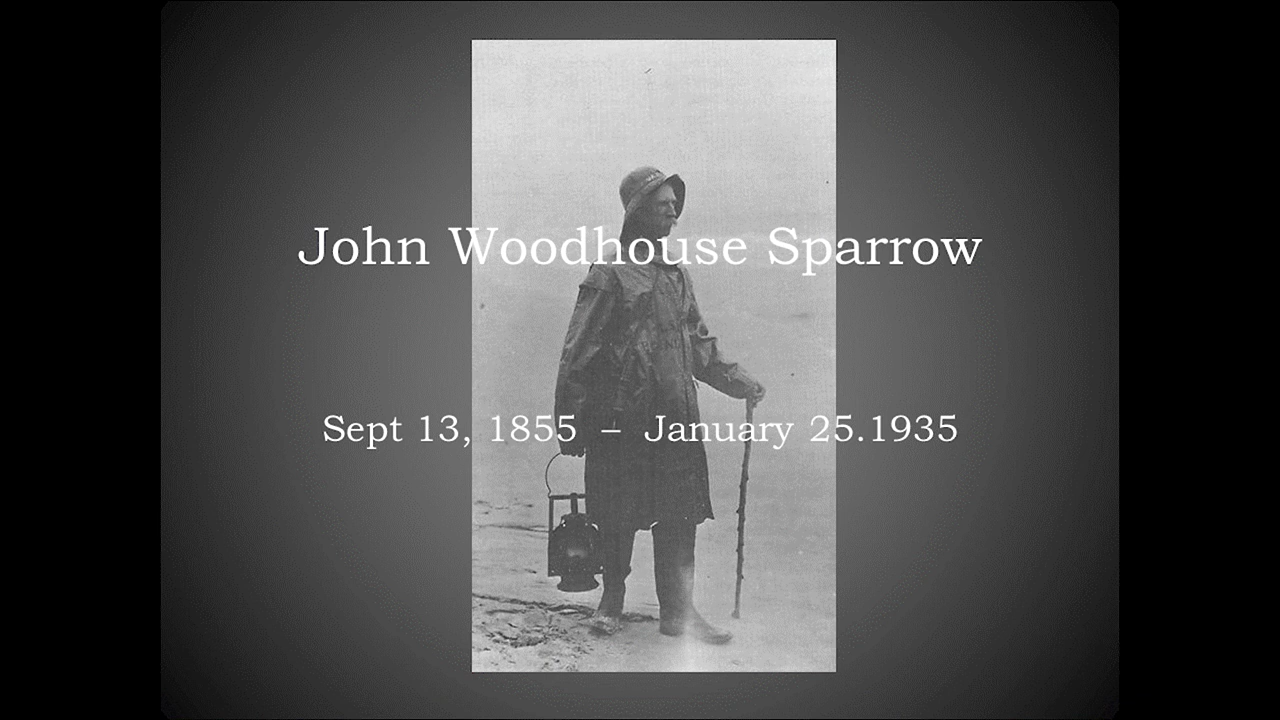 John Woodhouse Sparrow
Sept 13, 1855 – January 25.1935